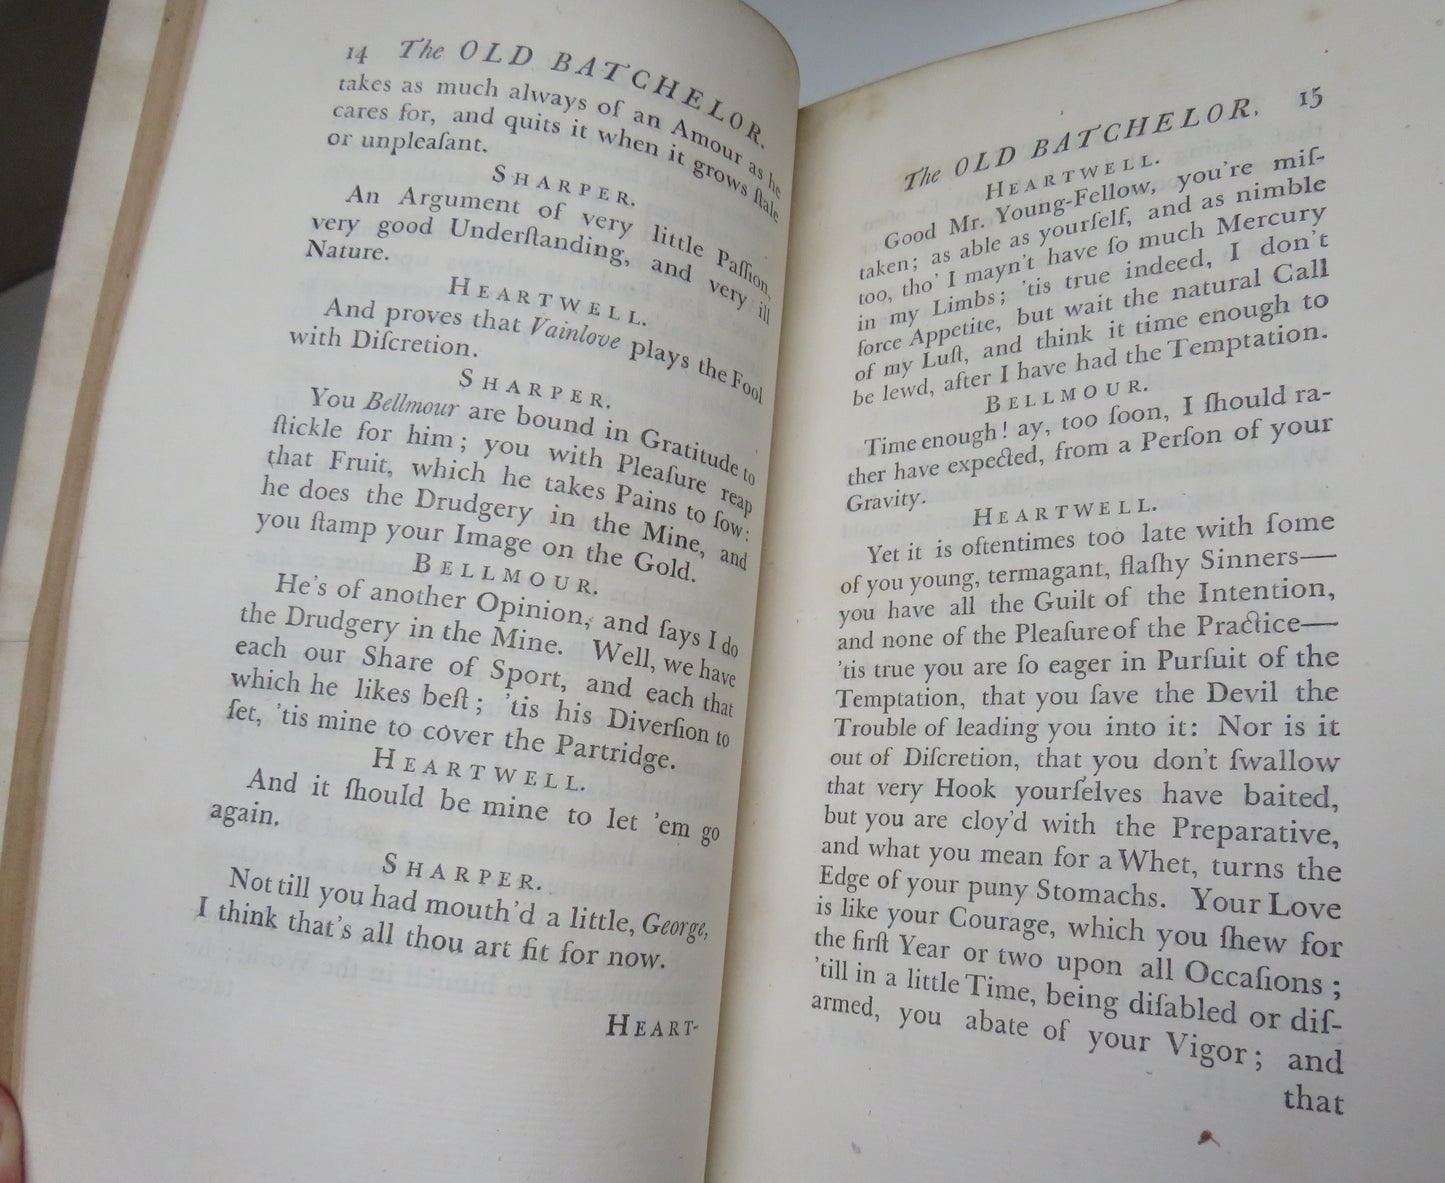 14 The OLD BATCHELOR.
takes as much always of an Amour as he
cares for, and quits it when it grows ſtale
or unpleaſant.
SHARPER.
An Argument of very little Paſſion,
very good Underſtanding, and very ill
Nature.
HEARTWELL.
And proves that Vainlove plays the Fool
with Diſcretion.
SHARPER.
You Bellmour are bound in Gratitude to
ſtickle for him; you with Pleaſure reap
that Fruit, which he takes Pains to ſow:
he does the Drudgery in the Mine, and
you ſtamp your Image on the Gold.
BELLMOUR.
He's of another Opinion, and ſays I do
the Drudgery in the Mine. Well, we have
each our Share of Sport, and each that
which he likes beſt; 'tis his Diverſion to
ſet, 'tis mine to cover the Partridge.
HEARTWELL.
And it ſhould be mine to let 'em go
again.
SHARPER.
Not till you had mouth'd a little, George,
I think that's all thou art fit for now.
HEART-
The OLD BATCHELOR. 15
HEARTWELL.
Good Mr. Young-Fellow, you're miſ-
taken; as able as yourſelf, and as nimble
too, tho' I mayn't have ſo much Mercury
in my Limbs; 'tis true indeed, I don't
force Appetite, but wait the natural Call
of my Luſt, and think it time enough to
be lewd, after I have had the Temptation.
BELLMOUR.
Time enough! ay, too ſoon, I ſhould ra-
ther have expected, from a Perſon of your
Gravity.
HEARTWELL.
Yet it is oftentimes too late with ſome
of you young, termagant, flaſhy Sinners—
you have all the Guilt of the Intention,
and none of the Pleaſure of the Practice—
'tis true you are ſo eager in Purſuit of the
Temptation, that you ſave the Devil the
Trouble of leading you into it: Nor is it
out of Diſcretion, that you don't ſwallow
that very Hook yourſelves have baited,
but you are cloy'd with the Preparative,
and what you mean for a Whet, turns the
Edge of your puny Stomachs. Your Love
is like your Courage, which you ſhew for
the firſt Year or two upon all Occaſions;
'till in a little Time, being diſabled or diſ-
armed, you abate of your Vigor; and
that